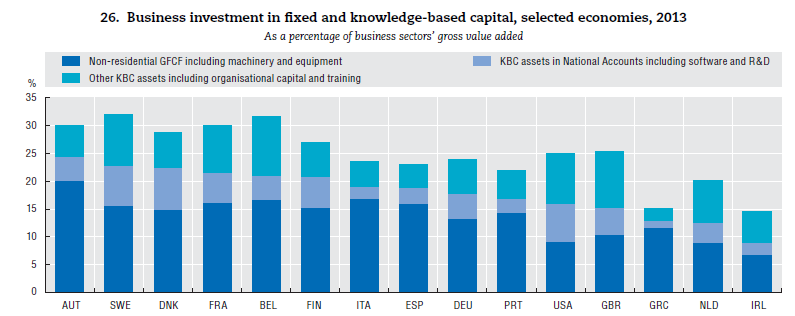 26. Business investment in fixed and knowledge-based capital, selected economies, 2013
As a percentage of business sectors' gross value added
Non-residential GFCF including machinery and equipment
KBC assets in National Accounts including software and R&D
Other KBC assets including organisational capital and training
%
35
30
25
20
15
10
5
0
AUT SWE DNK FRA BEL FIN ITA ESP DEU PRT USA GBR GRC NLD IRL